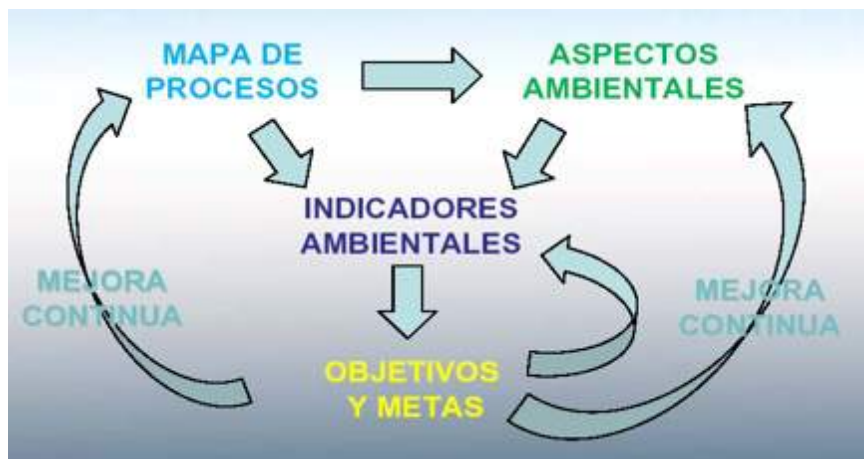 MAPA DE
PROCESOS
ASPECTOS
AMBIENTALES
INDICADORES
AMBIENTALES
MEJORA
CONTINUA
MEJORA
CONTINUA
OBJETIVOS
Y METAS